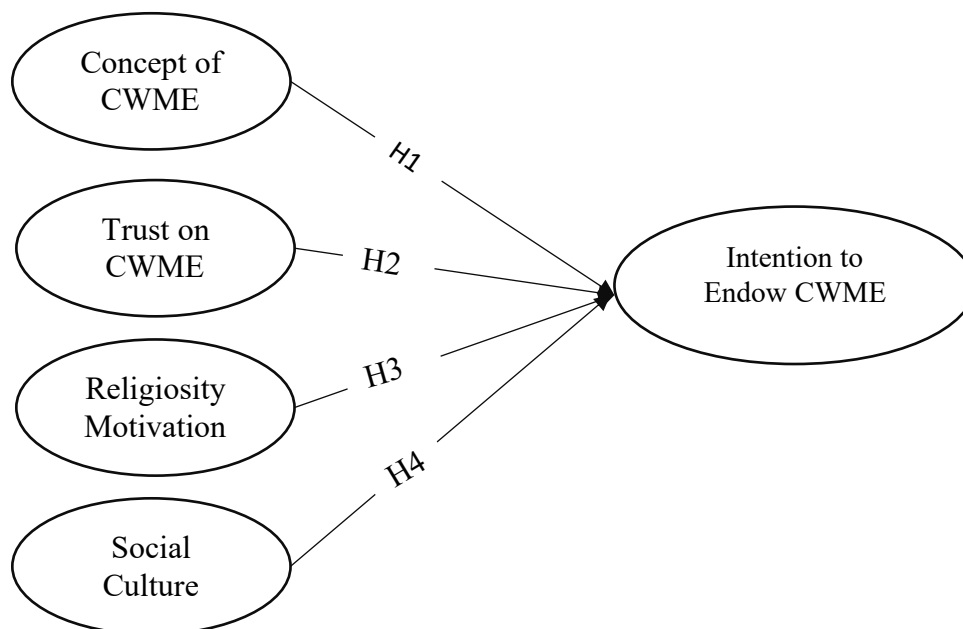 Concept of
CWME
H1
Trust on
CWME
H2
Intention to
Endow CWME
Religiosity
Motivation
H3
H4
Social
Culture